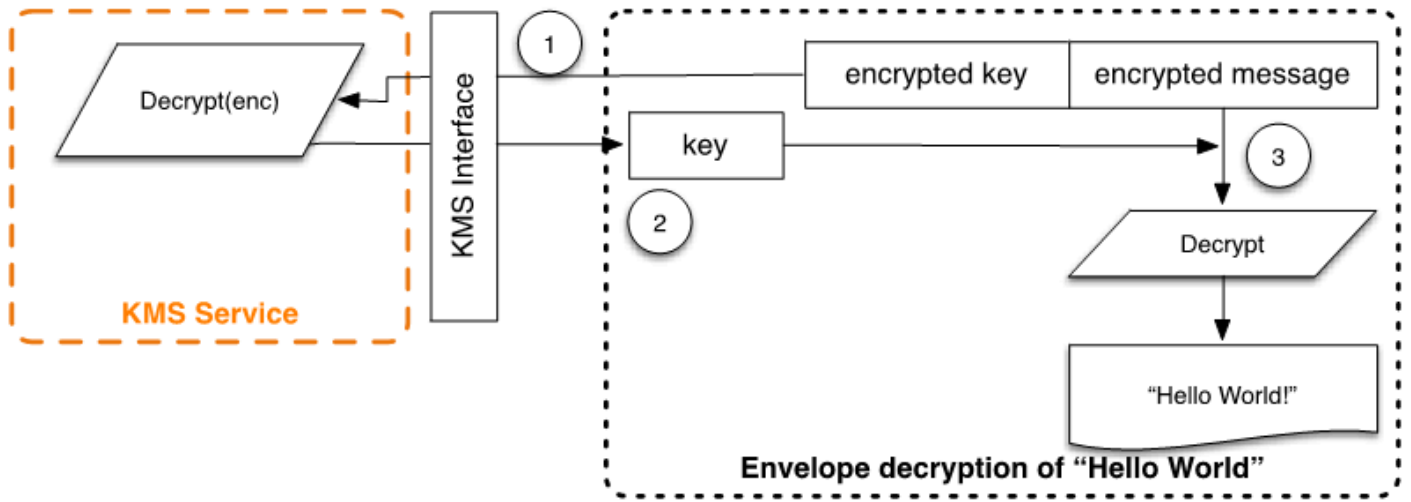 1
encrypted key
encrypted message
Decrypt(enc)
KMS Interface
key
3
2
Decrypt
KMS Service
“Hello World!”
Envelope decryption of “Hello World”